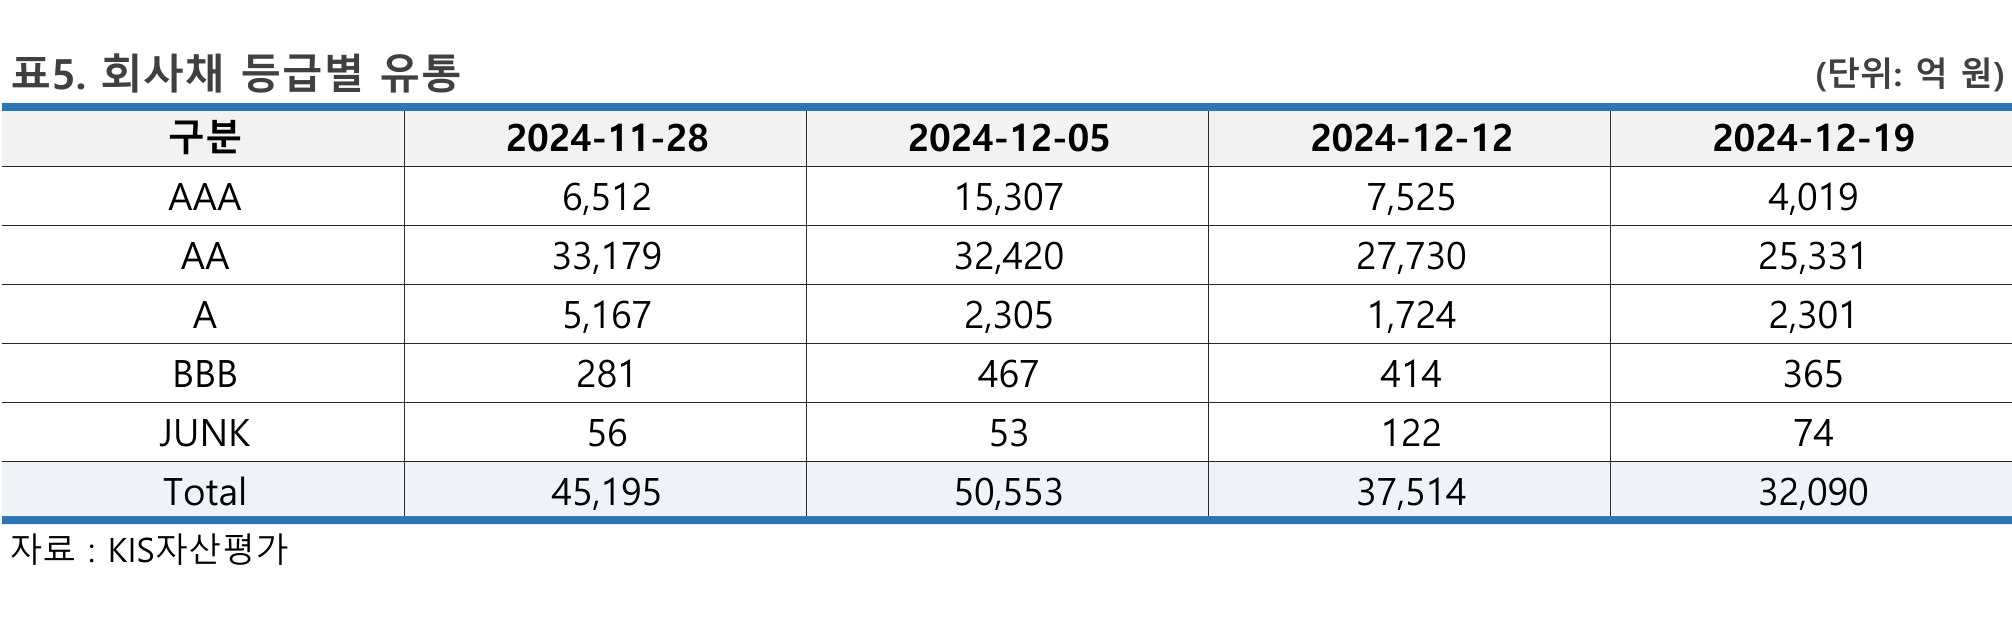 표5. 회사채 등급별 유통 (단위: 억 원)
구분 2024-11-28 2024-12-05 2024-12-12 2024-12-19
AAA 6,512 15,307 7,525 4,019
AA 33,179 32,420 27,730 25,331
A 5,167 2,305 1,724 2,301
BBB 281 467 414 365
JUNK 56 53 122 74
Total 45,195 50,553 37,514 32,090
자료 : KIS자산평가